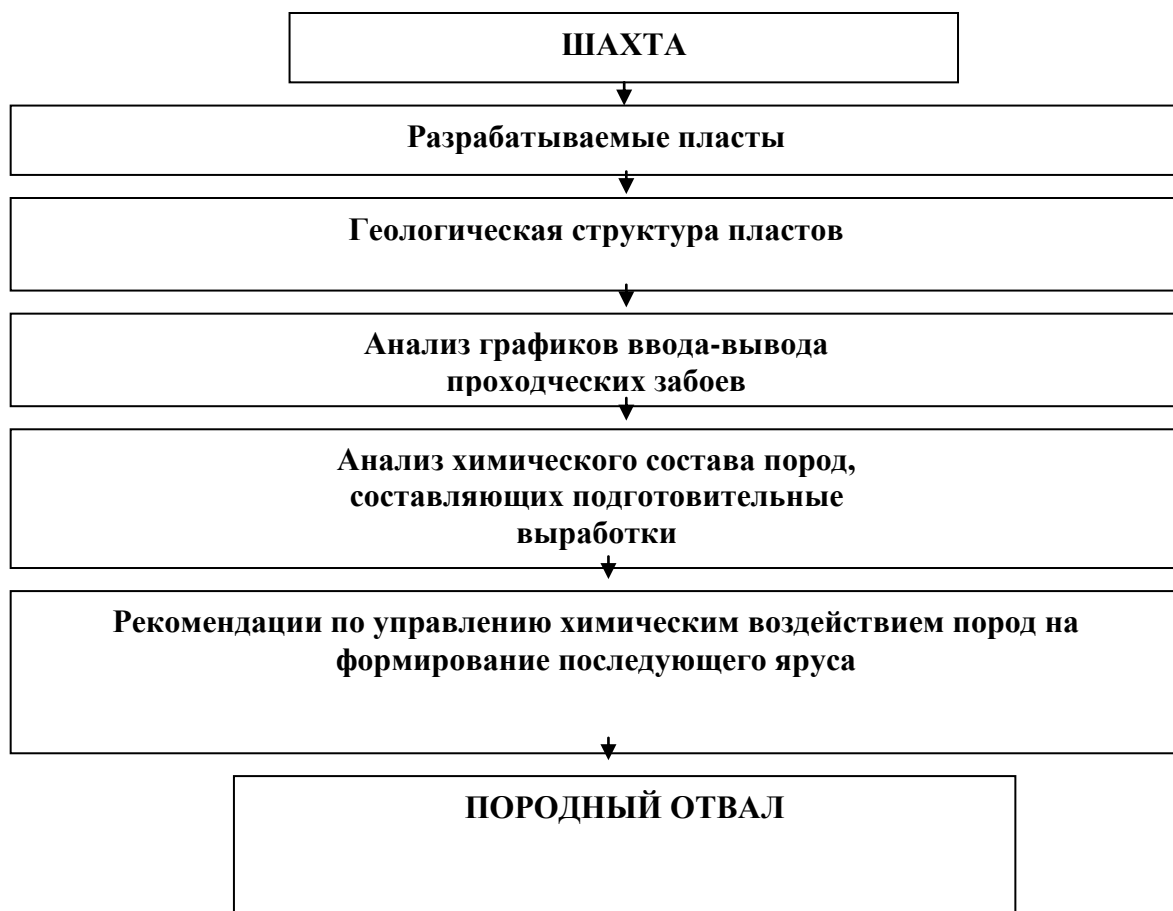 ШАХТА
Разрабатываемые пласты
Геологическая структура пластов
Анализ графиков ввода-вывода
проходческих забоев
Анализ химического состава пород,
составляющих подготовительные
выработки
Рекомендации по управлению химическим воздействием пород на
формирование последующего яруса
ПОРОДНЫЙ ОТВАЛ